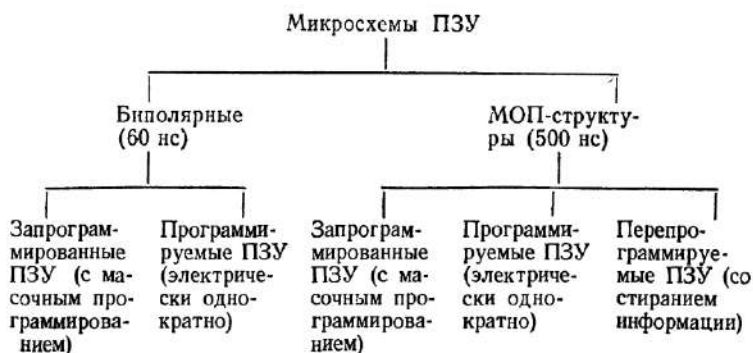 Микросхемы ПЗУ
Биполярные
(60 нс)
МОП-структу-
ры (500 нс)
Запрограм-
мированные
ПЗУ (с ма-
сочным про-
граммирова-
нием)
Программи-
руемые ПЗУ
(электриче-
ски одно-
кратно)
Запрограм-
мированные
ПЗУ (с ма-
сочным про-
граммирова-
нием)
Программи-
руемые ПЗУ
(электриче-
ски одно-
кратно)
Перепро-
граммируе-
мые ПЗУ (со
стиранием
информации)